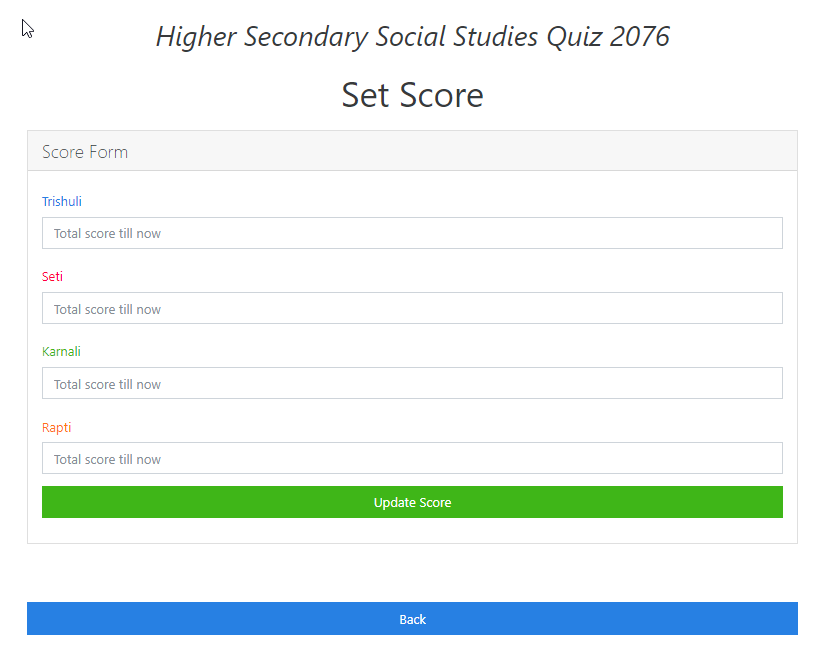 Higher Secondary Social Studies Quiz 2076
Set Score
Score Form
Trishuli
Total score till now
Seti
Total score till now
Karnali
Total score till now
Rapti
Total score till now
Update Score
Back